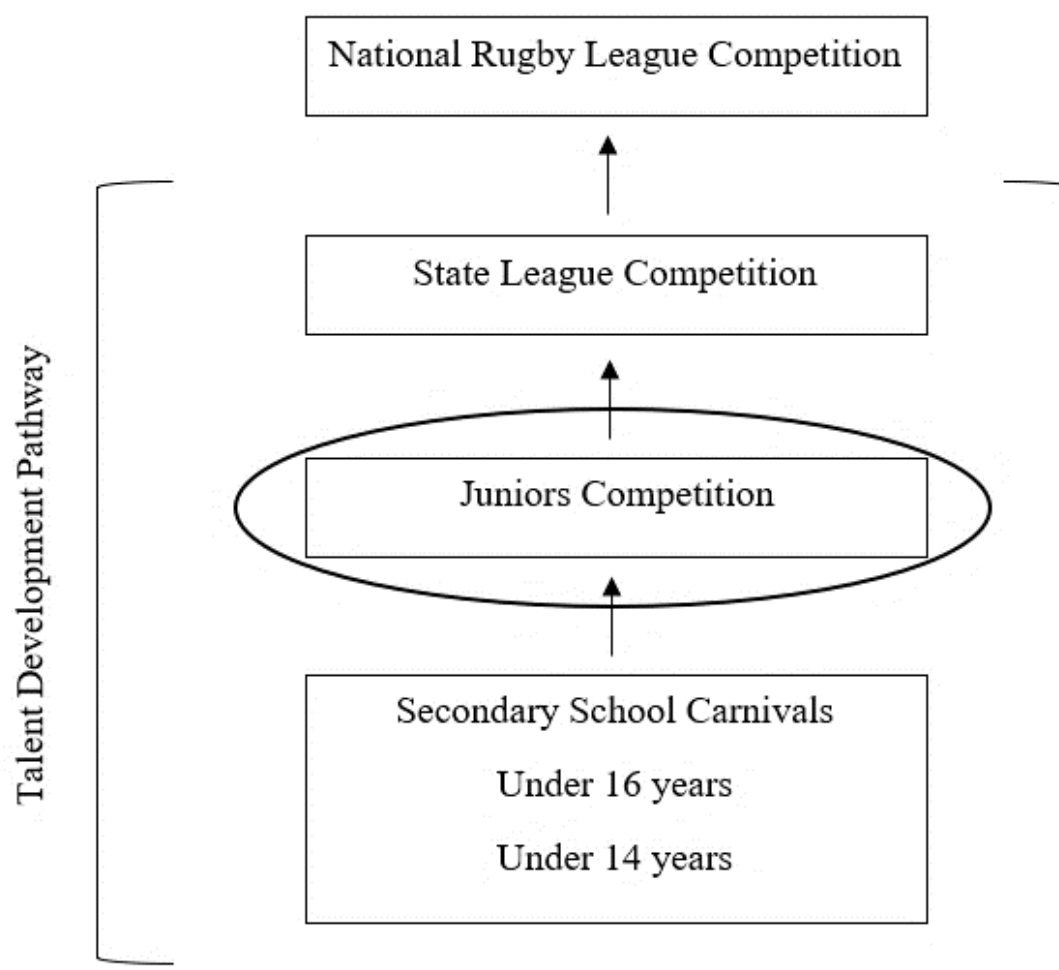 National Rugby League Competition
State League Competition
Talent Development Pathway
Juniors Competition
Secondary School Carnivals
Under 16 years
Under 14 years